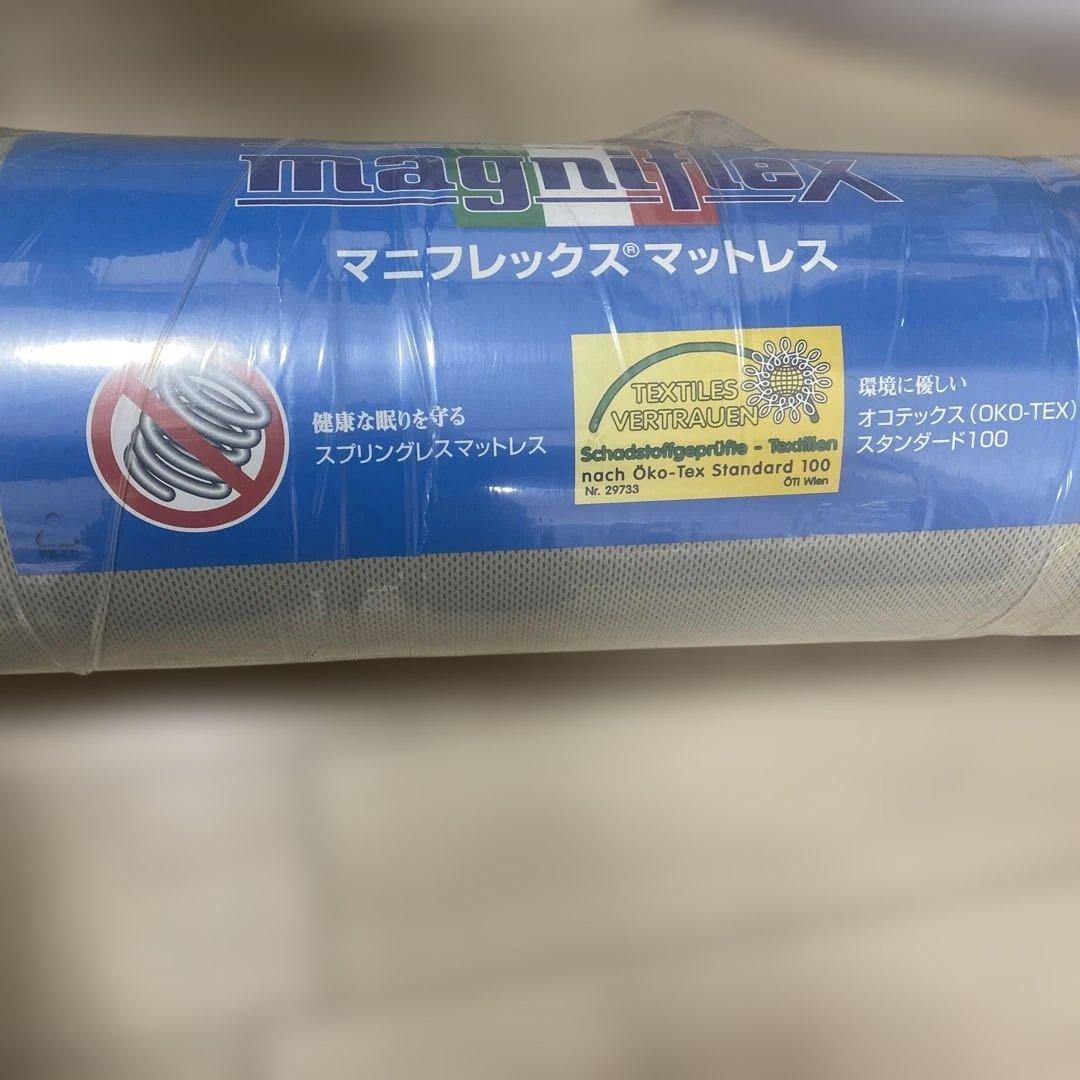 magniflex
マニフレックス®マットレス
健康な眠りを守る
スプリングレスマットレス
TEXTILES
VERTRAUEN
Schadstoffgeprüfte - Textilien
nach Öko-Tex Standard 100
Nr. 29733
ÖTI Wien
環境に優しい
オコテックス(OKO-TEX)
スタンダード100